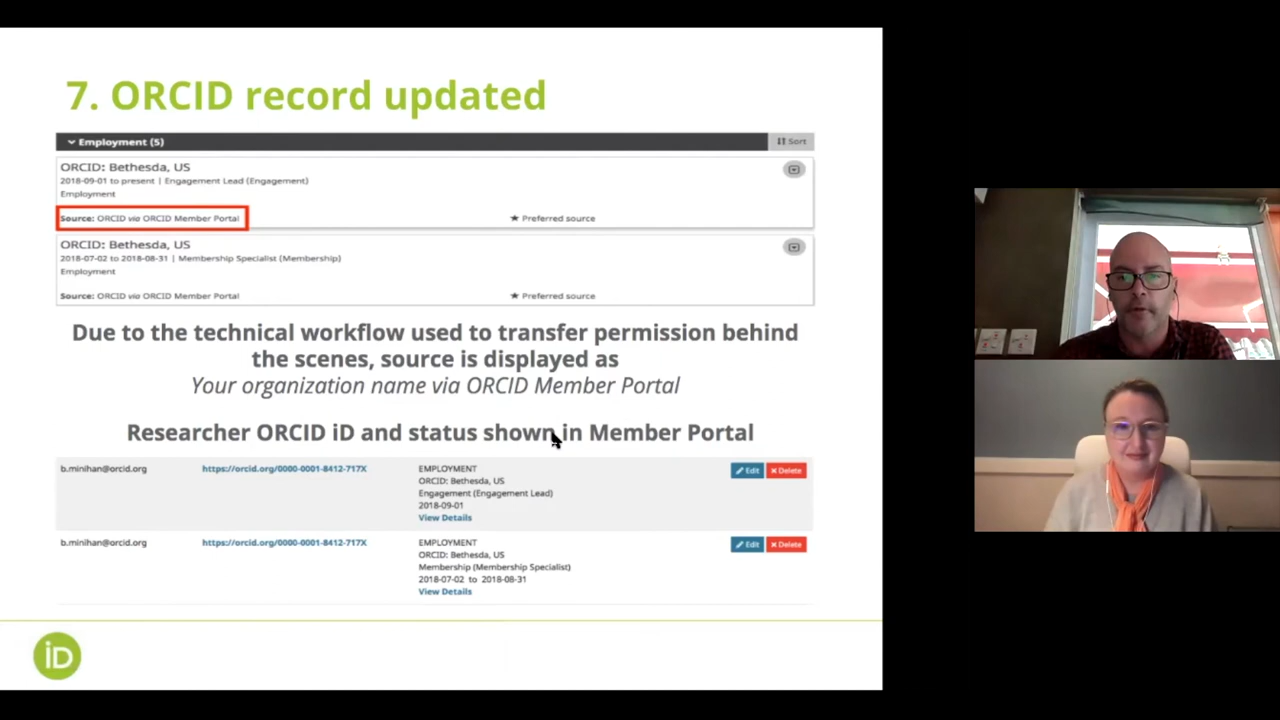 7. ORCID record updated
Employment (5)
Sort
ORCID: Bethesda, US
2018-09-01 to present | Engagement Lead (Engagement)
Employment
Source: ORCID via ORCID Member Portal
★ Preferred source
ORCID: Bethesda, US
2018-07-02 to 2018-08-31 | Membership Specialist (Membership)
Employment
Source: ORCID via ORCID Member Portal
★ Preferred source
Due to the technical workflow used to transfer permission behind
the scenes, source is displayed as
Your organization name via ORCID Member Portal
Researcher ORCID iD and status shown in Member Portal
b.minihan@orcid.org
https://orcid.org/0000-0001-8412-717X
EMPLOYMENT
ORCID: Bethesda, US
Engagement (Engagement Lead)
2018-09-01
View Details
Edit
Delete
b.minihan@orcid.org
https://orcid.org/0000-0001-8412-717X
EMPLOYMENT
ORCID: Bethesda, US
Membership (Membership Specialist)
2018-07-02 to 2018-08-31
View Details
Edit
Delete
iD